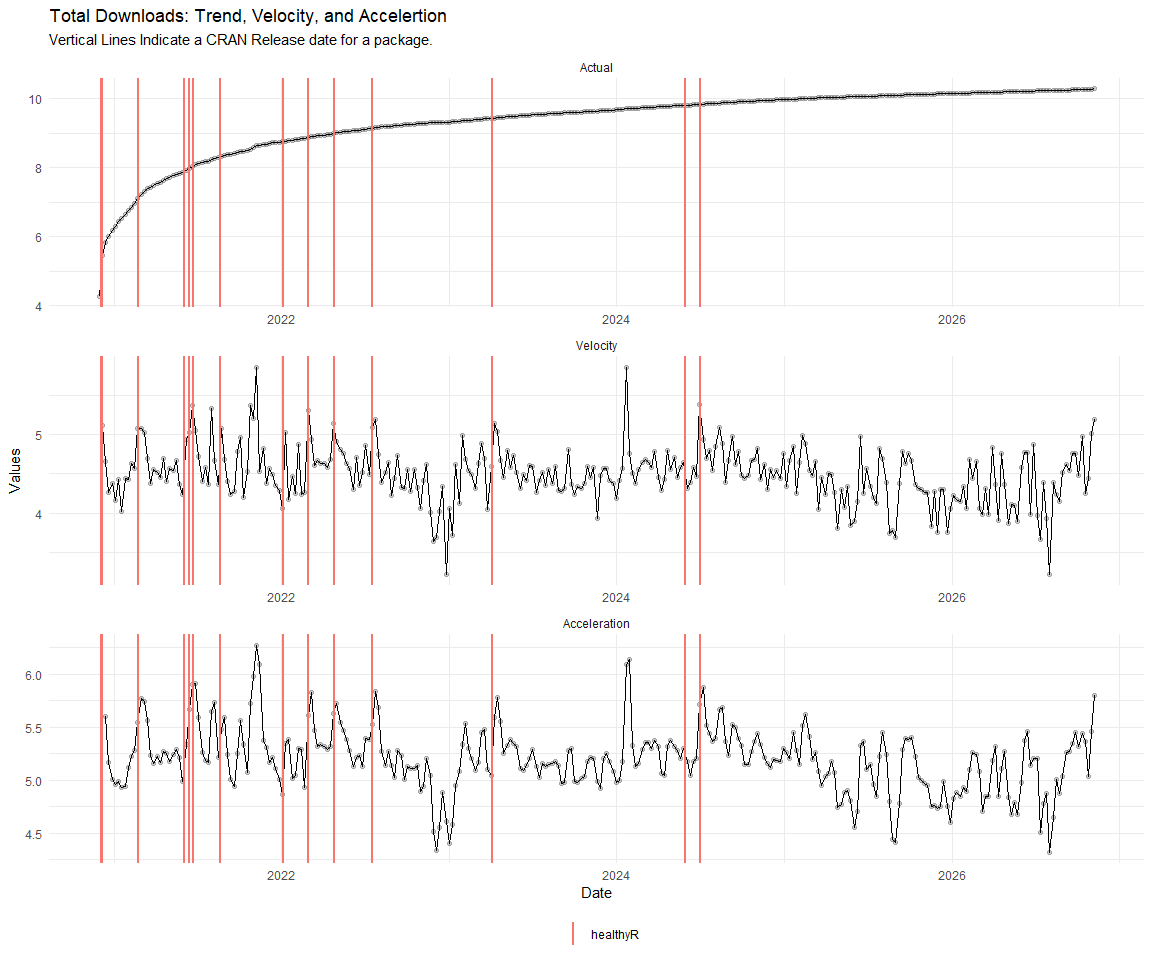 Total Downloads: Trend, Velocity, and Accelertion
Vertical Lines Indicate a CRAN Release date for a package.
Actual
10
8
6
4
2022
2024
2026
Velocity
5
4
2022
2024
2026
Values
Acceleration
6.0
5.5
5.0
4.5
2022
2024
2026
Date
healthyR